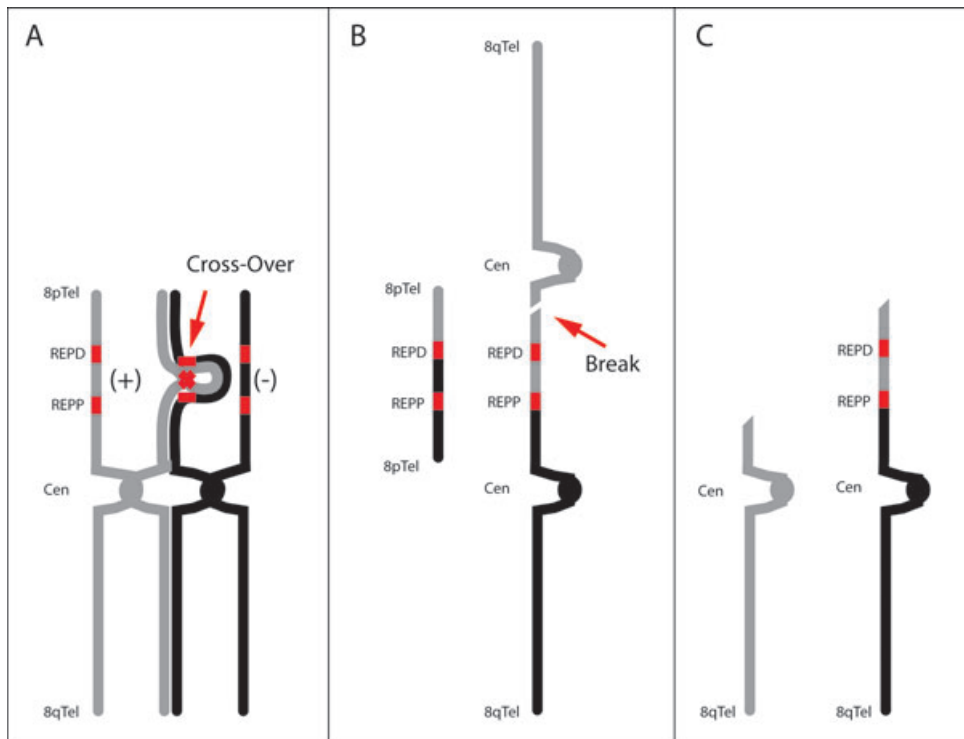 A
Cross-Over
8pTel
REPD
(+)
(-)
REPP
Cen
8qTel
B
8qTel
Cen
8pTel
REPD
REPD
Break
REPP
REPP
8pTel
Cen
8qTel
C
REPD
REPP
Cen
Cen
8qTel
8qTel